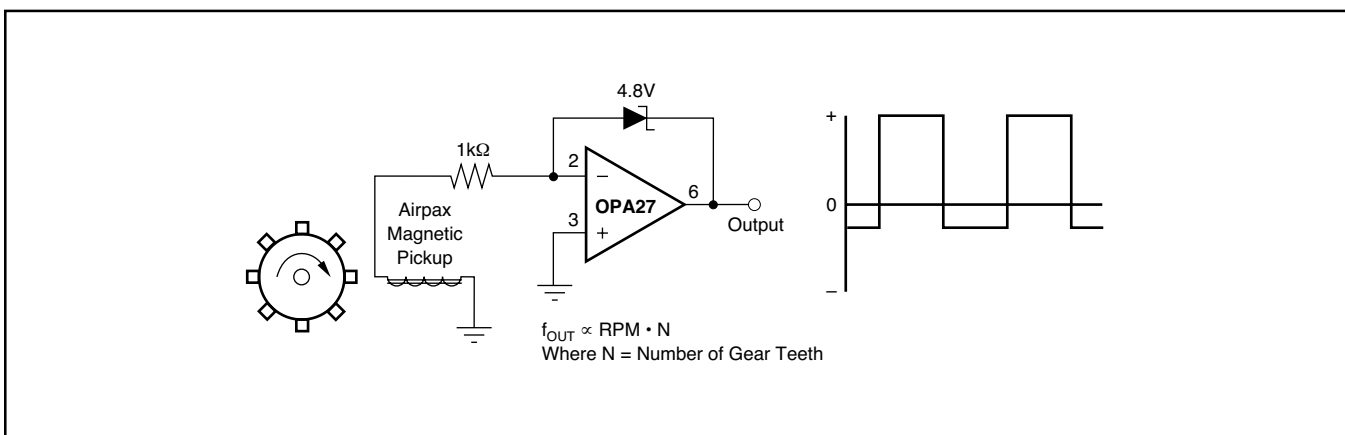 4.8V
1kΩ
2
−
OPA27
3
+
6
Output
Airpax
Magnetic
Pickup
f_OUT ∝ RPM • N
Where N = Number of Gear Teeth
+
0
−